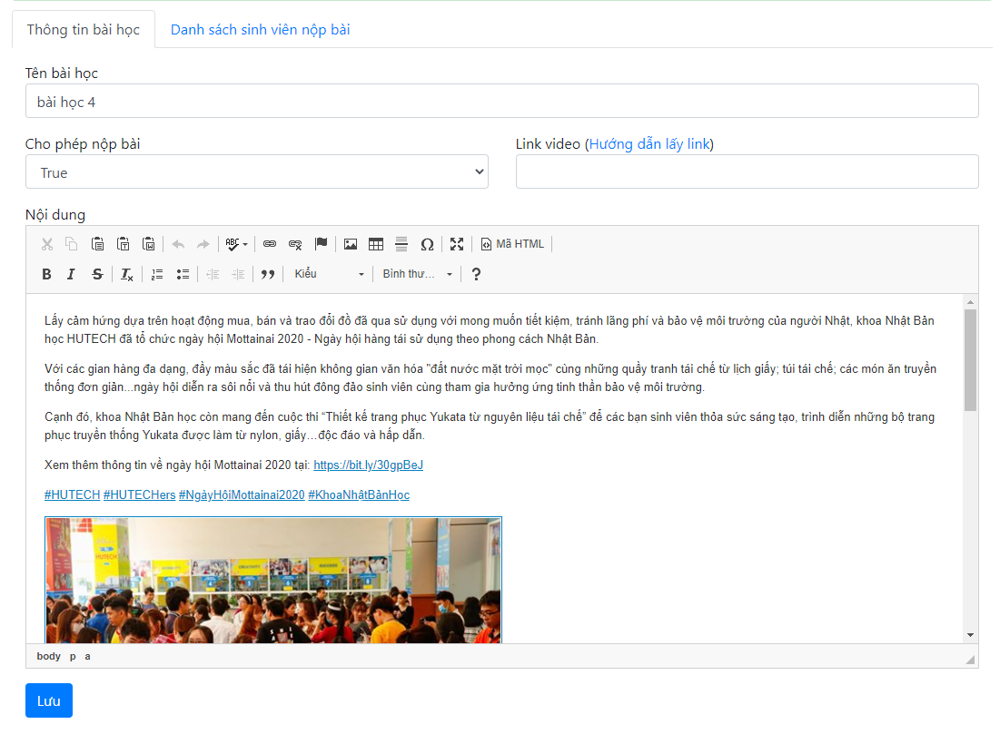 Thông tin bài học Danh sách sinh viên nộp bài
Tên bài học
bài học 4
Cho phép nộp bài Link video (Hướng dẫn lấy link)
True
Nội dung
ABC Mã HTML
B I S Ix Kiểu Bình thư... ?
Lấy cảm hứng dựa trên hoạt động mua, bán và trao đổi đồ đã qua sử dụng với mong muốn tiết kiệm, tránh lãng phí và bảo vệ môi trường của người Nhật, khoa Nhật Bản
học HUTECH đã tổ chức ngày hội Mottainai 2020 - Ngày hội hàng tái sử dụng theo phong cách Nhật Bản.
Với các gian hàng đa dạng, đầy màu sắc đã tái hiện không gian văn hóa "đất nước mặt trời mọc" cùng những quầy tranh tái chế từ lịch giấy; túi tái chế; các món ăn truyền
thống đơn giản...ngày hội diễn ra sôi nổi và thu hút đông đảo sinh viên cùng tham gia hưởng ứng tinh thần bảo vệ môi trường.
Cạnh đó, khoa Nhật Bản học còn mang đến cuộc thi “Thiết kế trang phục Yukata từ nguyên liệu tái chế” để các bạn sinh viên thỏa sức sáng tạo, trình diễn những bộ trang
phục truyền thống Yukata được làm từ nylon, giấy…độc đáo và hấp dẫn.
Xem thêm thông tin về ngày hội Mottainai 2020 tại: https://bit.ly/30gpBeJ
#HUTECH #HUTECHers #NgàyHộiMottainai2020 #KhoaNhậtBảnHọc
HUTECH
CREATIVITY
body p a
Lưu